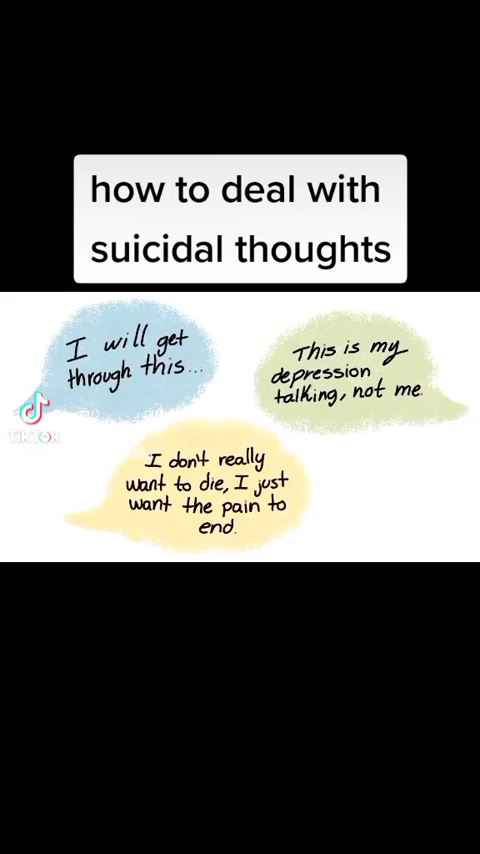 how to deal with
suicidal thoughts
I will get
through this...
This is my
depression
talking, not me.
TikTok
I don't really
want to die, I just
want the pain to
end.